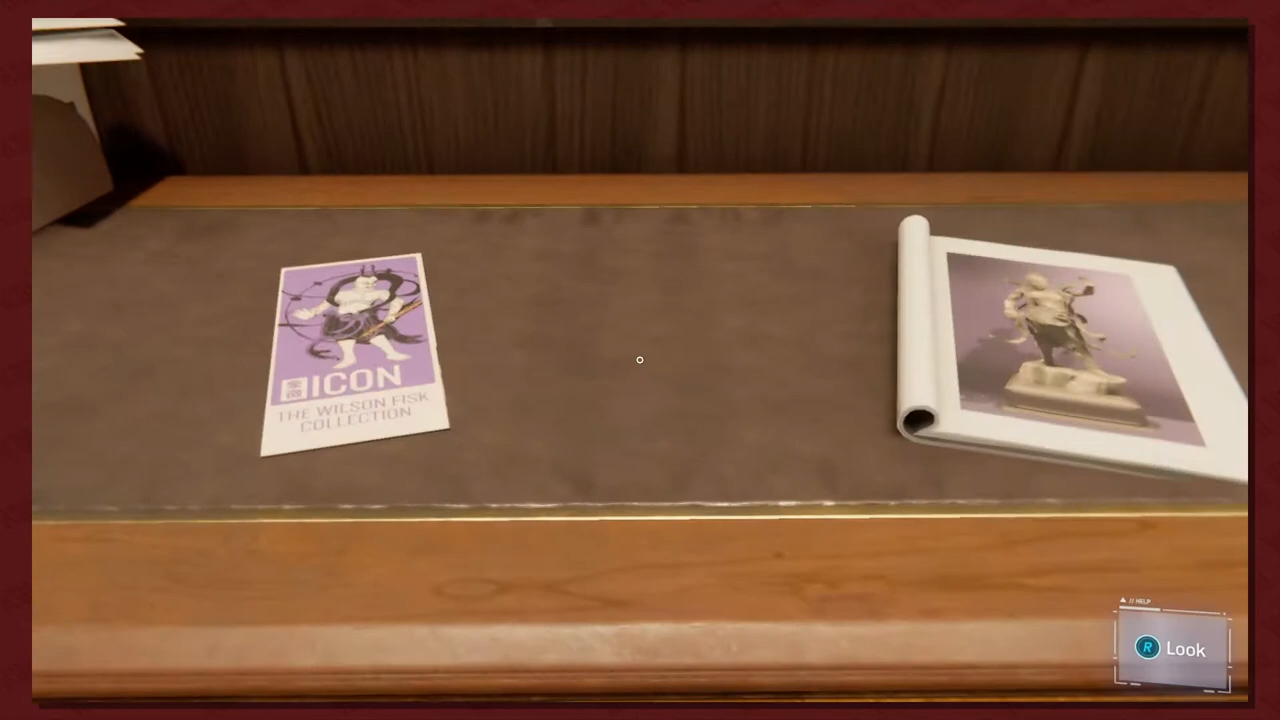 ICON
THE WILSON FISK
COLLECTION
// HELP
R Look